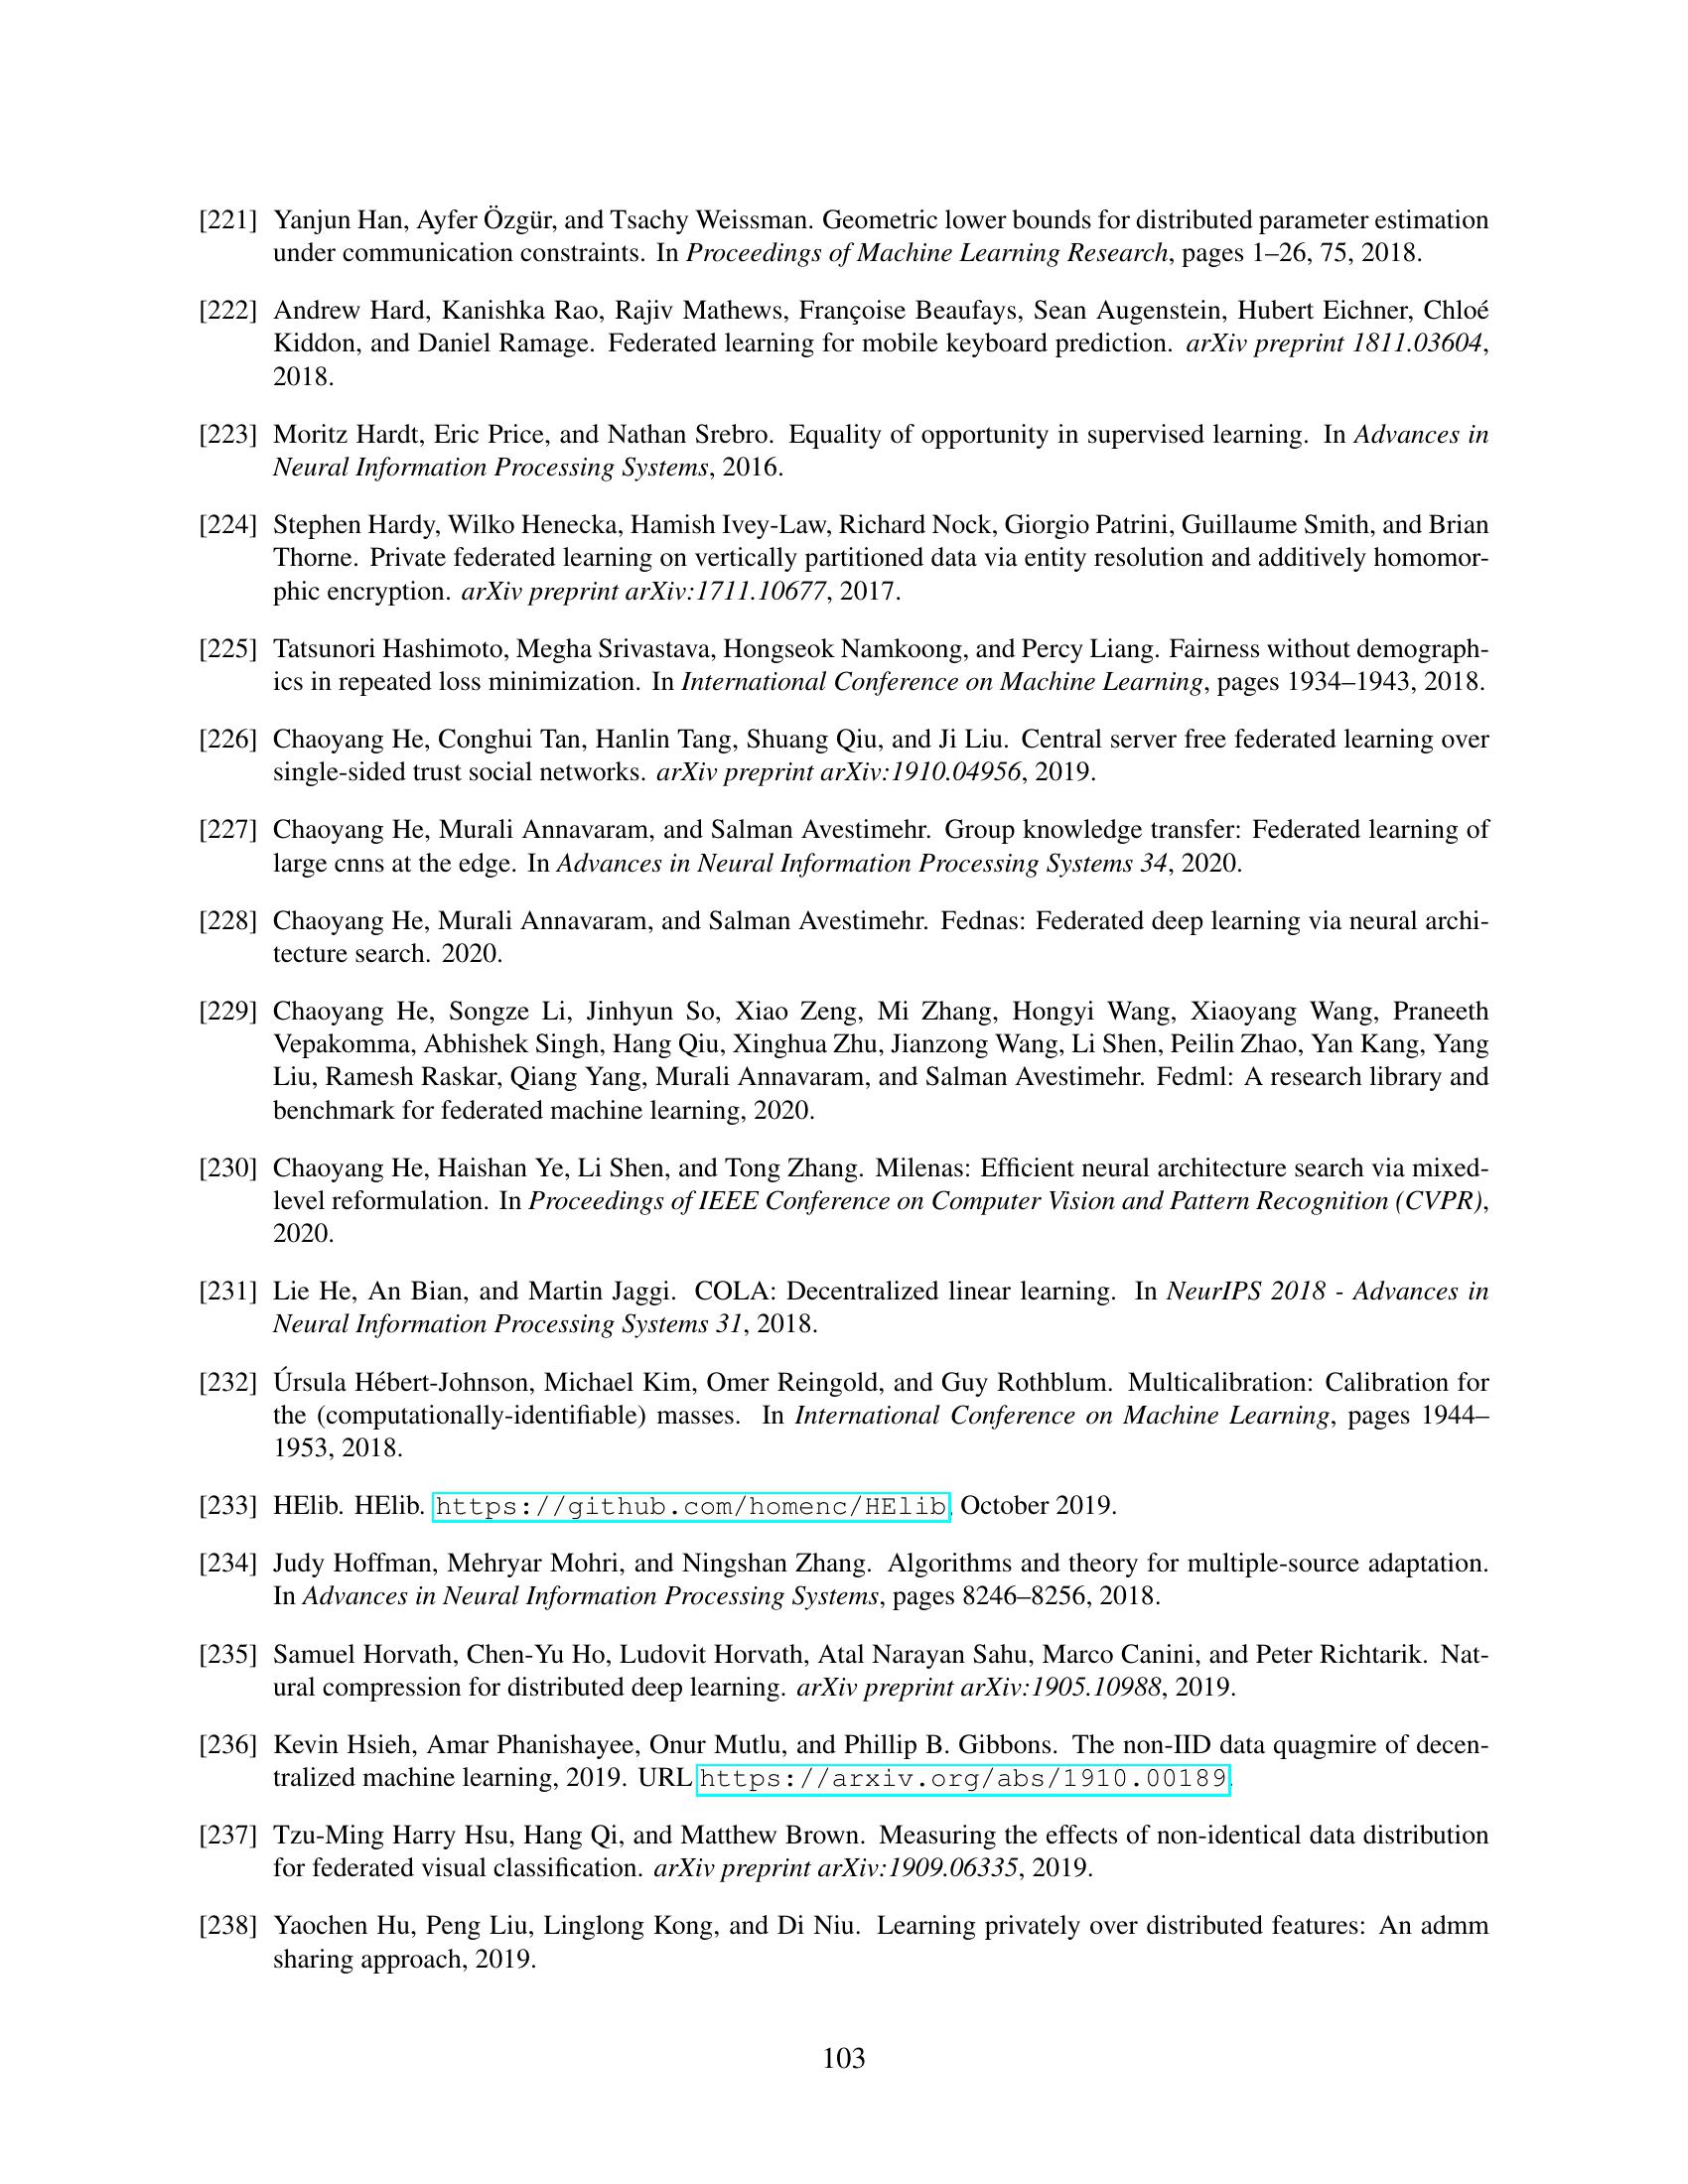 [221] Yanjun Han, Ayfer Özgür, and Tsachy Weissman. Geometric lower bounds for distributed parameter estimation
under communication constraints. In Proceedings of Machine Learning Research, pages 1–26, 75, 2018.
[222] Andrew Hard, Kanishka Rao, Rajiv Mathews, Françoise Beaufays, Sean Augenstein, Hubert Eichner, Chloé
Kiddon, and Daniel Ramage. Federated learning for mobile keyboard prediction. arXiv preprint 1811.03604,
2018.
[223] Moritz Hardt, Eric Price, and Nathan Srebro. Equality of opportunity in supervised learning. In Advances in
Neural Information Processing Systems, 2016.
[224] Stephen Hardy, Wilko Henecka, Hamish Ivey-Law, Richard Nock, Giorgio Patrini, Guillaume Smith, and Brian
Thorne. Private federated learning on vertically partitioned data via entity resolution and additively homomor-
phic encryption. arXiv preprint arXiv:1711.10677, 2017.
[225] Tatsunori Hashimoto, Megha Srivastava, Hongseok Namkoong, and Percy Liang. Fairness without demograph-
ics in repeated loss minimization. In International Conference on Machine Learning, pages 1934–1943, 2018.
[226] Chaoyang He, Conghui Tan, Hanlin Tang, Shuang Qiu, and Ji Liu. Central server free federated learning over
single-sided trust social networks. arXiv preprint arXiv:1910.04956, 2019.
[227] Chaoyang He, Murali Annavaram, and Salman Avestimehr. Group knowledge transfer: Federated learning of
large cnns at the edge. In Advances in Neural Information Processing Systems 34, 2020.
[228] Chaoyang He, Murali Annavaram, and Salman Avestimehr. Fednas: Federated deep learning via neural archi-
tecture search. 2020.
[229] Chaoyang He, Songze Li, Jinhyun So, Xiao Zeng, Mi Zhang, Hongyi Wang, Xiaoyang Wang, Praneeth
Vepakomma, Abhishek Singh, Hang Qiu, Xinghua Zhu, Jianzong Wang, Li Shen, Peilin Zhao, Yan Kang, Yang
Liu, Ramesh Raskar, Qiang Yang, Murali Annavaram, and Salman Avestimehr. Fedml: A research library and
benchmark for federated machine learning, 2020.
[230] Chaoyang He, Haishan Ye, Li Shen, and Tong Zhang. Milenas: Efficient neural architecture search via mixed-
level reformulation. In Proceedings of IEEE Conference on Computer Vision and Pattern Recognition (CVPR),
2020.
[231] Lie He, An Bian, and Martin Jaggi. COLA: Decentralized linear learning. In NeurIPS 2018 - Advances in
Neural Information Processing Systems 31, 2018.
[232] Úrsula Hébert-Johnson, Michael Kim, Omer Reingold, and Guy Rothblum. Multicalibration: Calibration for
the (computationally-identifiable) masses. In International Conference on Machine Learning, pages 1944–
1953, 2018.
[233] HElib. HElib. https://github.com/homenc/HElib, October 2019.
[234] Judy Hoffman, Mehryar Mohri, and Ningshan Zhang. Algorithms and theory for multiple-source adaptation.
In Advances in Neural Information Processing Systems, pages 8246–8256, 2018.
[235] Samuel Horvath, Chen-Yu Ho, Ludovit Horvath, Atal Narayan Sahu, Marco Canini, and Peter Richtarik. Nat-
ural compression for distributed deep learning. arXiv preprint arXiv:1905.10988, 2019.
[236] Kevin Hsieh, Amar Phanishayee, Onur Mutlu, and Phillip B. Gibbons. The non-IID data quagmire of decen-
tralized machine learning, 2019. URL https://arxiv.org/abs/1910.00189.
[237] Tzu-Ming Harry Hsu, Hang Qi, and Matthew Brown. Measuring the effects of non-identical data distribution
for federated visual classification. arXiv preprint arXiv:1909.06335, 2019.
[238] Yaochen Hu, Peng Liu, Linglong Kong, and Di Niu. Learning privately over distributed features: An admm
sharing approach, 2019.
103